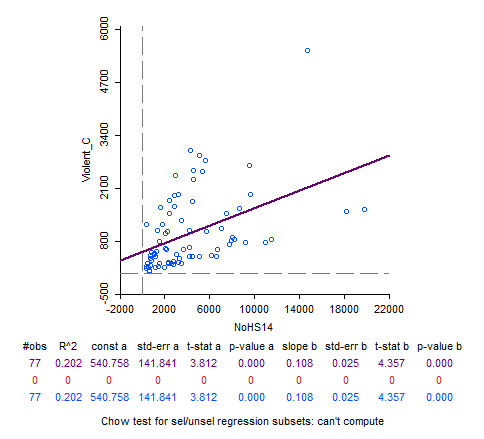 6000
4700
3400
2100
800
-500
Violent_C
-2000 2000 6000 10000 14000 18000 22000
NoHS14
#obs R^2 const a std-err a t-stat a p-value a slope b std-err b t-stat b p-value b
77 0.202 540.758 141.841 3.812 0.000 0.108 0.025 4.357 0.000
0 0 0 0 0 0 0 0 0 0
77 0.202 540.758 141.841 3.812 0.000 0.108 0.025 4.357 0.000
Chow test for sel/unsel regression subsets: can't compute